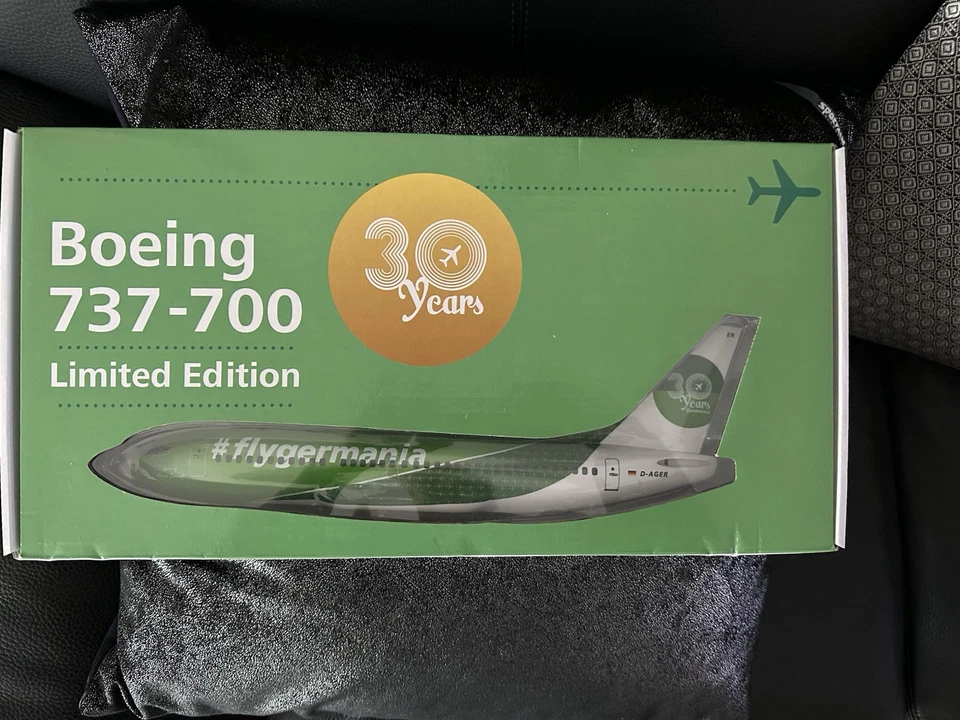 Boeing
737-700
Limited Edition
30
Years
#flygermania
30
Years
D-AGER